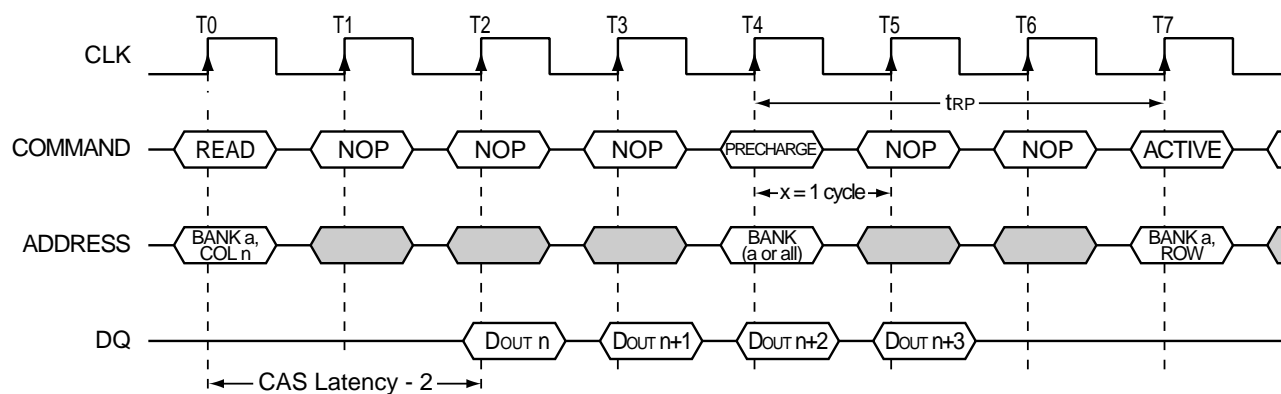 T0 T1 T2 T3 T4 T5 T6 T7
CLK
tRP
COMMAND READ NOP NOP NOP PRECHARGE NOP NOP ACTIVE
x = 1 cycle
ADDRESS BANK a, COL n BANK (a or all) BANK a, ROW
DQ DOUT n DOUT n+1 DOUT n+2 DOUT n+3
CAS Latency - 2